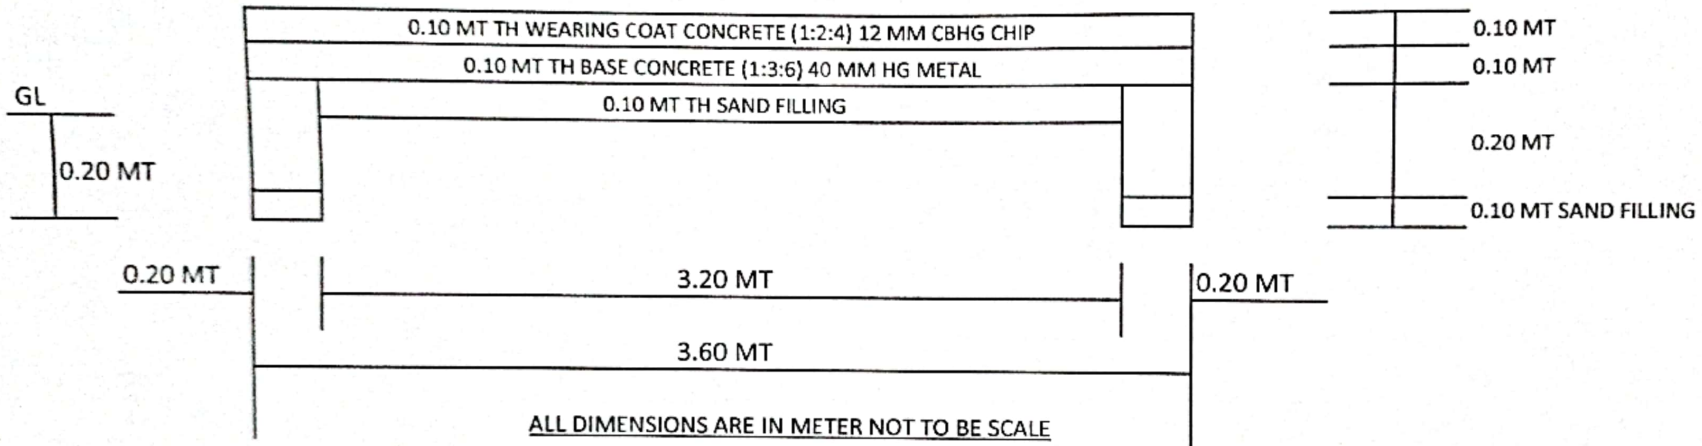 0.10 MT TH WEARING COAT CONCRETE (1:2:4) 12 MM CBHG CHIP
0.10 MT
0.10 MT TH BASE CONCRETE (1:3:6) 40 MM HG METAL
0.10 MT
GL
0.10 MT TH SAND FILLING
0.20 MT
0.20 MT
0.10 MT SAND FILLING
0.20 MT
3.20 MT
0.20 MT
3.60 MT
ALL DIMENSIONS ARE IN METER NOT TO BE SCALE